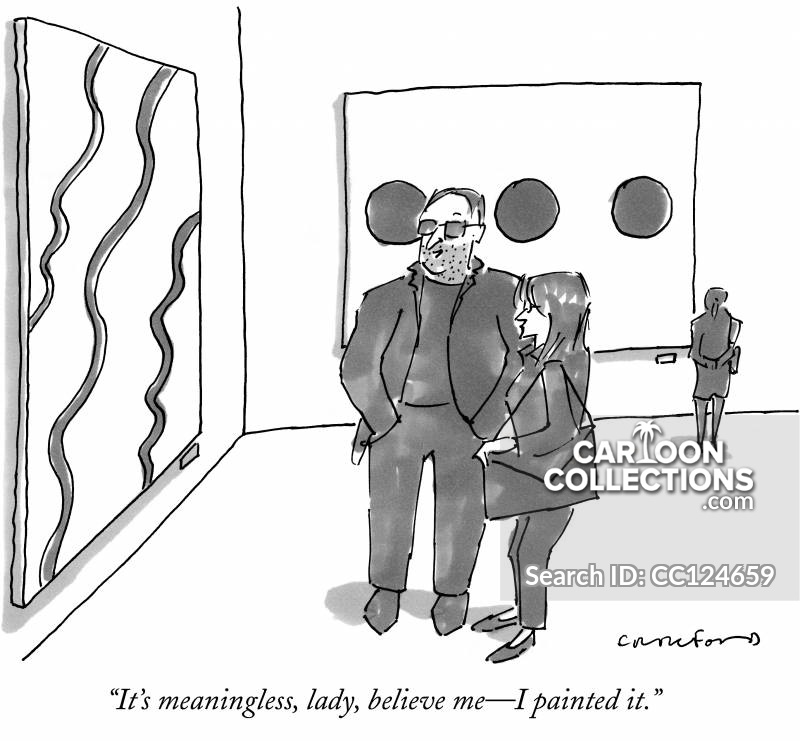 CARTOON
COLLECTIONS
.com
Search ID: CC124659
CRAWFORD
“It’s meaningless, lady, believe me—I painted it.”